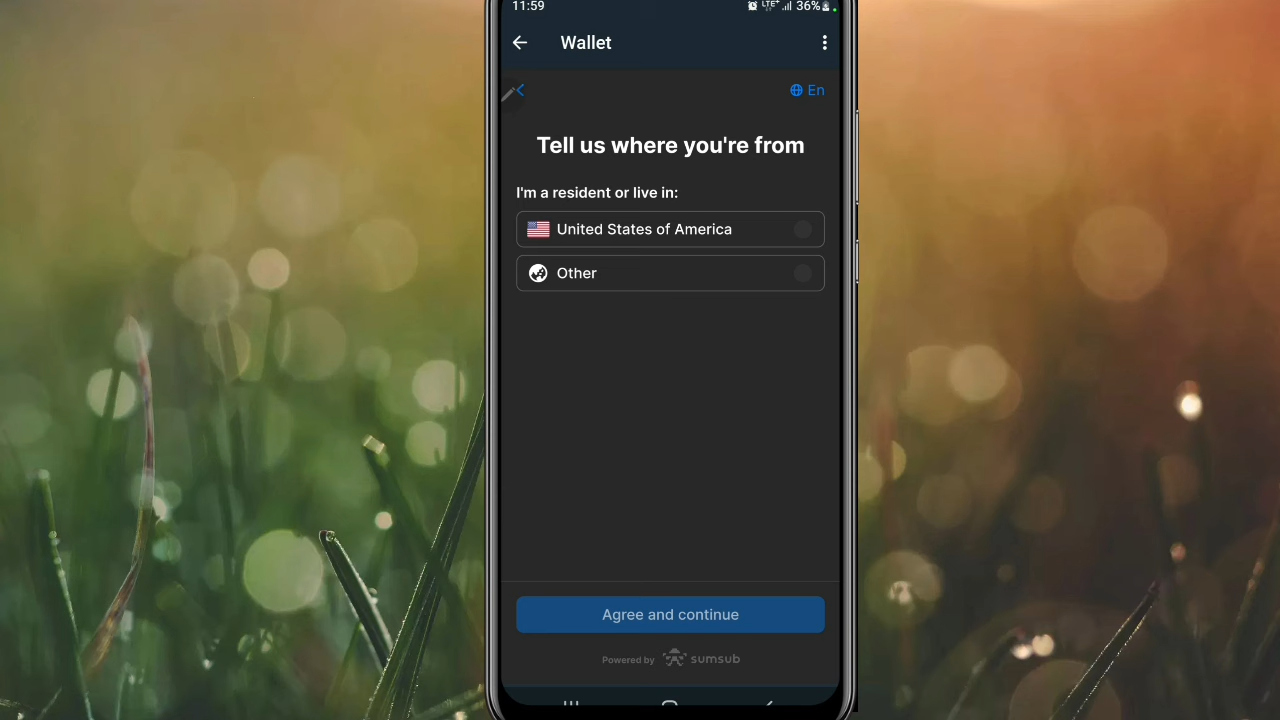 11:59 LTE+ 36%
Wallet
En
Tell us where you're from
I'm a resident or live in:
United States of America
Other
Agree and continue
Powered by sumsub